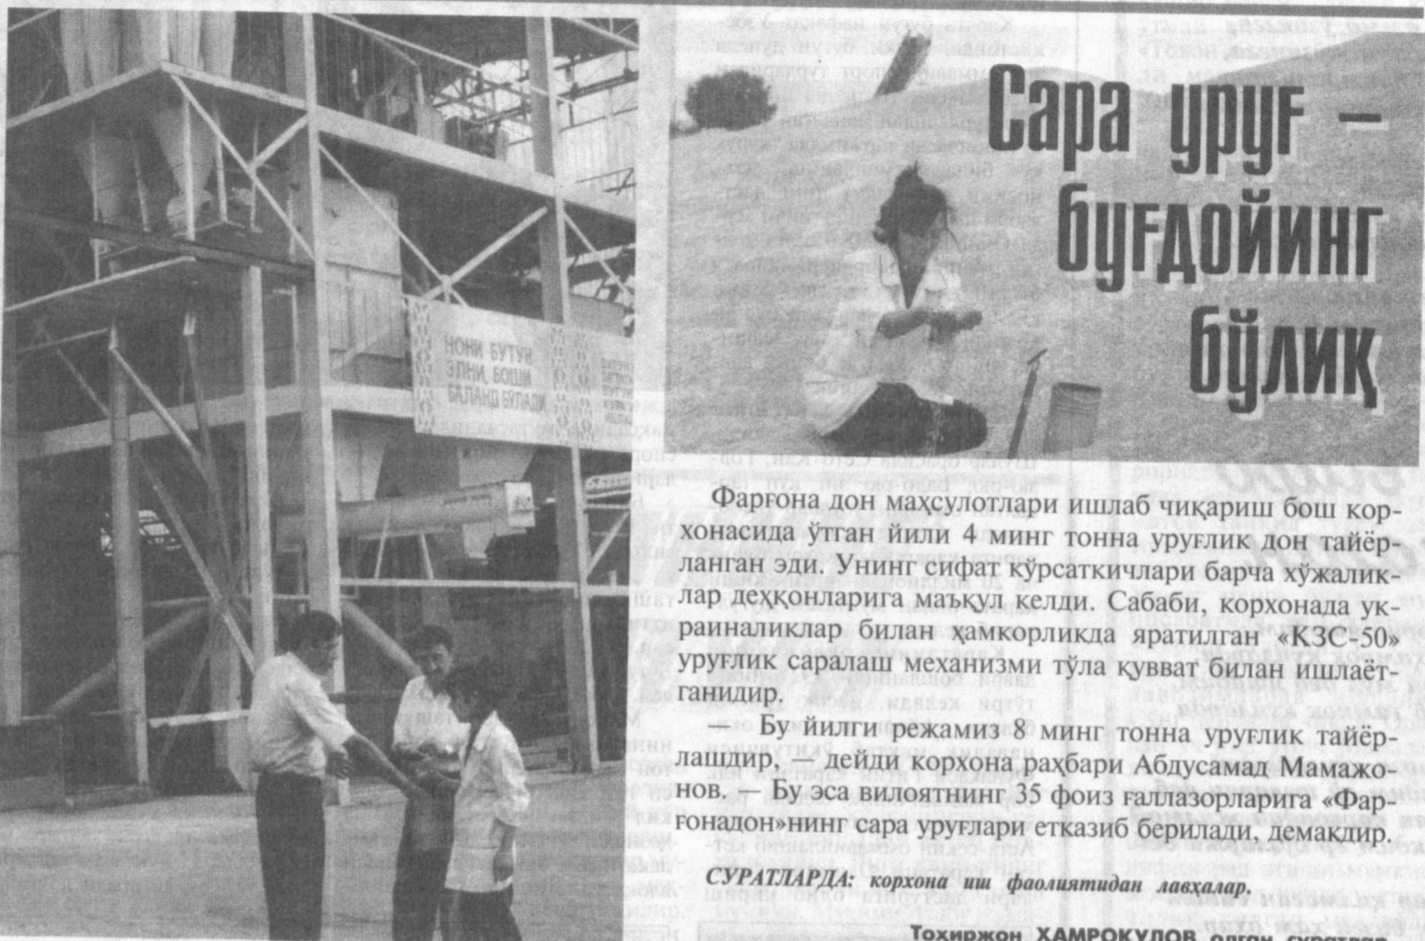 Сара уруғ –
буғдойинг
бўлиқ
НОНИ БУТУН
ЭЛНИ БОШИ
БАЛАНД БЎЛАДИ
Фарғона дон маҳсулотлари ишлаб чиқариш бош кор-
хонасида ўтган йили 4 минг тонна уруғлик дон тайёр-
ланган эди. Унинг сифат кўрсаткичлари барча хўжалик-
лар деҳқонларига маъқул келди. Сабаби, корхонада ук-
раиналиклар билан ҳамкорликда яратилган «КЗС-50»
уруғлик саралаш механизми тўла қувват билан ишлаёт-
ганидир.
— Бу йилги режамиз 8 минг тонна уруғлик тайёр-
лашдир, — дейди корхона раҳбари Абдусамад Мамажо-
нов. — Бу эса вилоятнинг 35 фоиз ғаллазорларига «Фар-
ғонадон»нинг сара уруғлари етказиб берилади, демакдир.
СУРАТЛАРДА: корхона иш фаолиятидан лавҳалар.
Тохиржон ҲАМРОҚУЛОВ олган суратлар